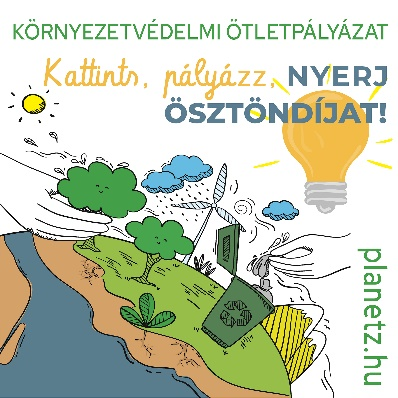 KÖRNYEZETVÉDELMI ÖTLETPÁLYÁZAT
Kattints, pályázz, NYERJ
ÖSZTÖNDÍJAT!
planetz.hu